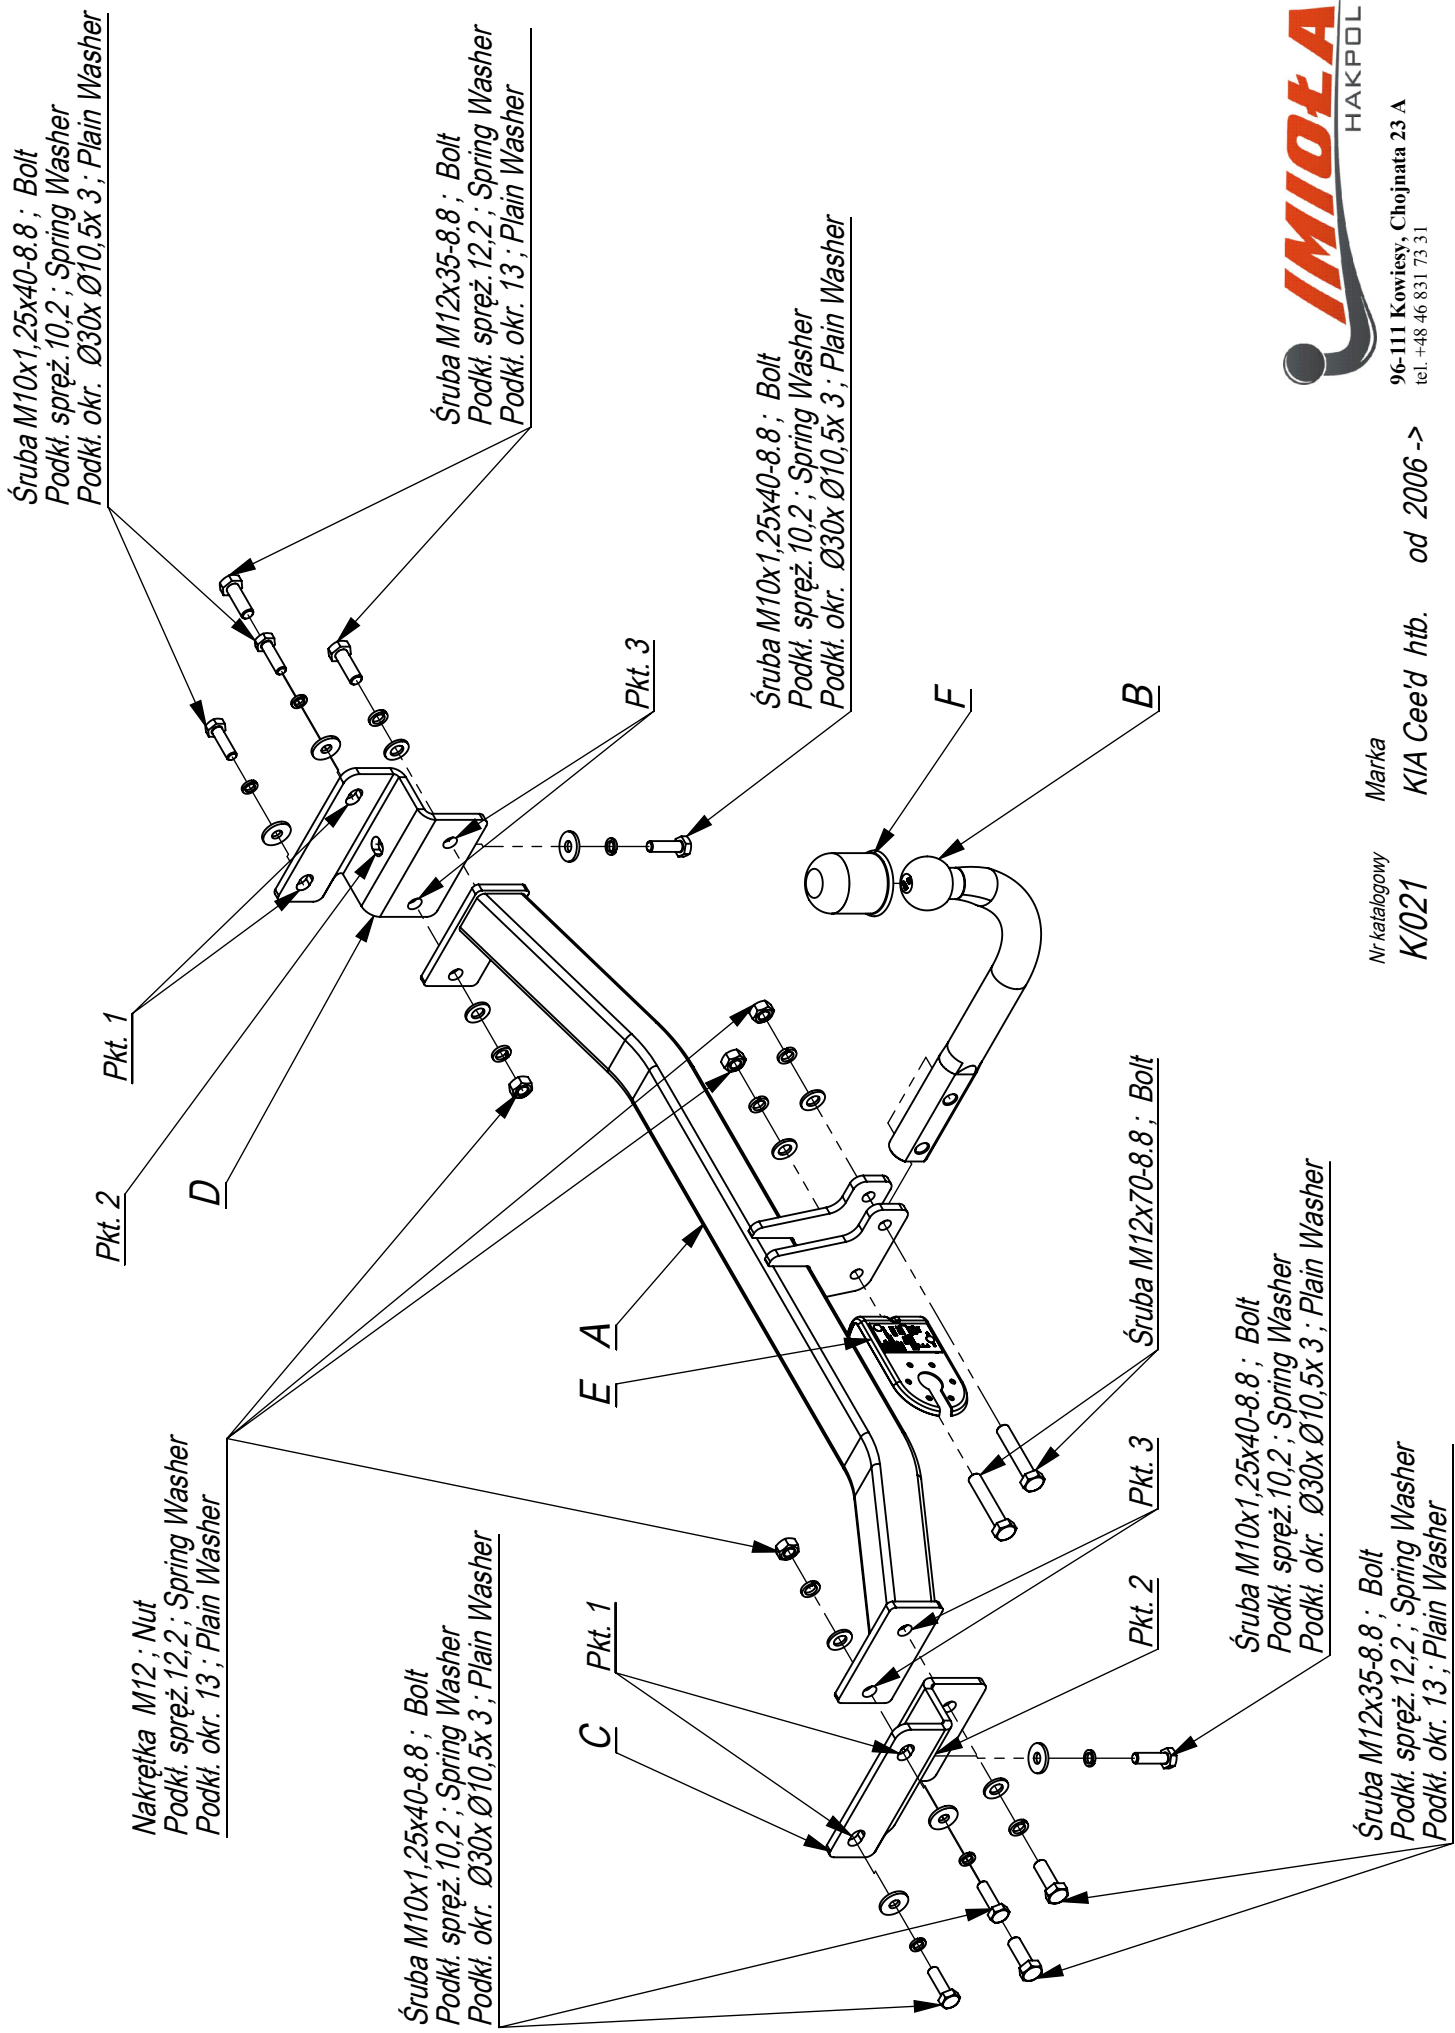 Śruba M10x1,25x40-8.8 ; Bolt
Podkł. spręż.10,2 ; Spring Washer
Podkł. okr. Ø30x Ø10,5x 3 ; Plain Washer
Śruba M12x35-8.8 ; Bolt
Podkł. spręż.12,2 ; Spring Washer
Podkł. okr. 13 ; Plain Washer
Śruba M10x1,25x40-8.8 ; Bolt
Podkł. spręż.10,2 ; Spring Washer
Podkł. okr. Ø30x Ø10,5x 3 ; Plain Washer
Pkt. 1
Pkt. 2
D
Pkt. 3
F
B
A
E
Nakrętka M12 ; Nut
Podkł. spręż.12,2 ; Spring Washer
Podkł. okr. 13 ; Plain Washer
Śruba M12x70-8.8 ; Bolt
Śruba M10x1,25x40-8.8 ; Bolt
Podkł. spręż.10,2 ; Spring Washer
Podkł. okr. Ø30x Ø10,5x 3 ; Plain Washer
C
Pkt. 1
Pkt. 3
Pkt. 2
Śruba M10x1,25x40-8.8 ; Bolt
Podkł. spręż.10,2 ; Spring Washer
Podkł. okr. Ø30x Ø10,5x 3 ; Plain Washer
Śruba M12x35-8.8 ; Bolt
Podkł. spręż.12,2 ; Spring Washer
Podkł. okr. 13 ; Plain Washer
Nr katalogowy
K/021
Marka
KIA Cee'd htb. od 2006 ->
IMIOŁA
HAKPOL
96-111 Kowiesy, Chojnata 23 A
tel. +48 46 831 73 31